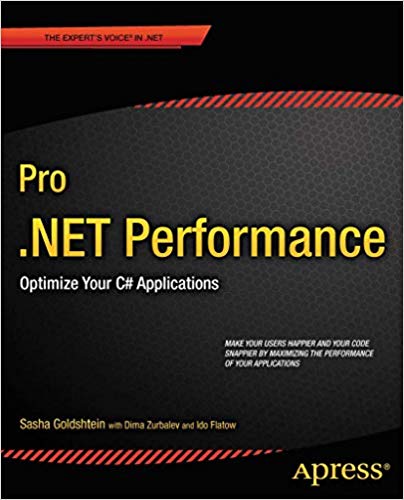 THE EXPERT'S VOICE® IN .NET
Pro
.NET Performance
Optimize Your C# Applications
MAKE YOUR USERS HAPPIER AND YOUR CODE
SNAPPIER BY MAXIMIZING THE PERFORMANCE
OF YOUR APPLICATIONS
Sasha Goldshtein with Dima Zurbalev and Ido Flatow
Apress®